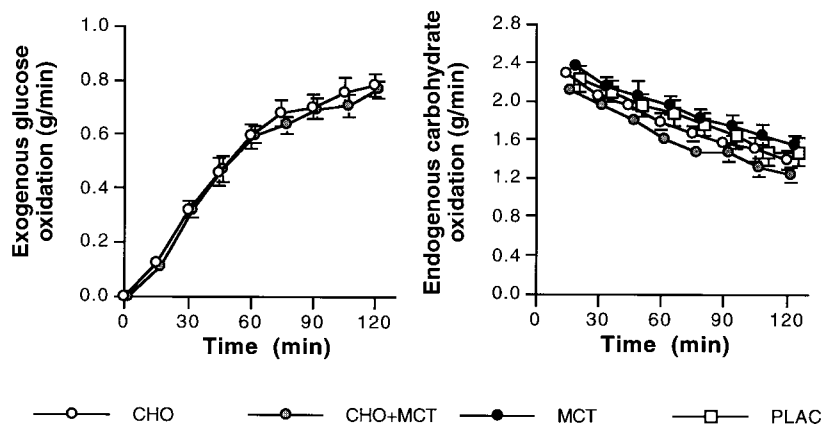 Exogenous glucose
oxidation (g/min)
1.0
0.8
0.6
0.4
0.2
0.0
0 30 60 90 120
Time (min)
Endogenous carbohydrate
oxidation (g/min)
2.8
2.4
2.0
1.6
1.2
0.8
0.4
0.0
0 30 60 90 120
Time (min)
CHO CHO+MCT MCT PLAC